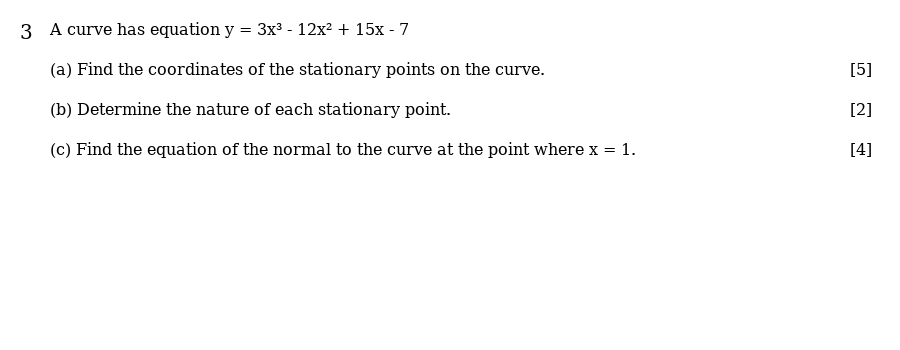 3 A curve has equation y = 3x³ - 12x² + 15x - 7
(a) Find the coordinates of the stationary points on the curve. [5]
(b) Determine the nature of each stationary point. [2]
(c) Find the equation of the normal to the curve at the point where x = 1. [4]